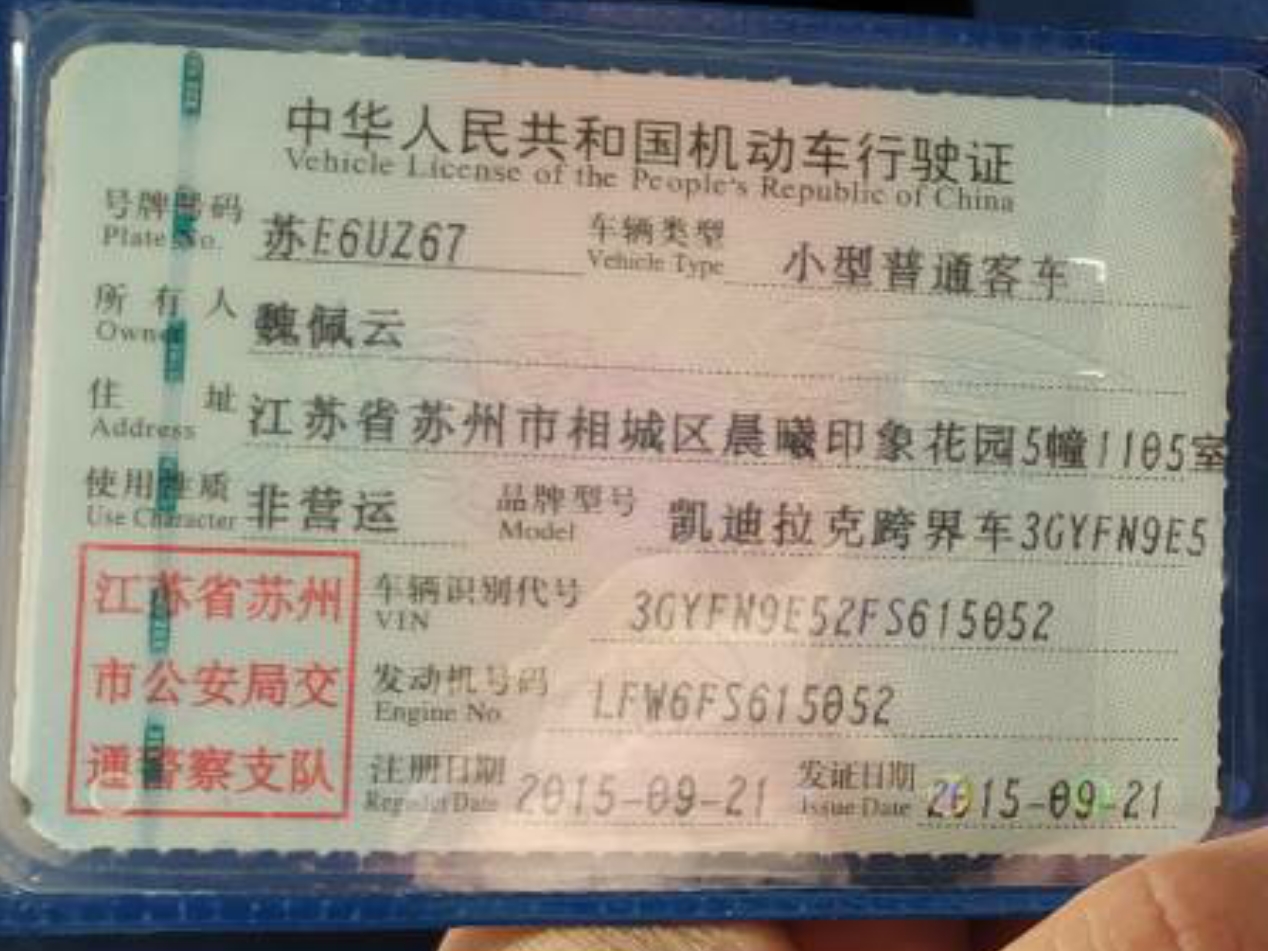 中华人民共和国机动车行驶证
Vehicle License of the People's Republic of China
号牌号码 苏E6UZ67 车辆类型 小型普通客车
Plate No. Vehicle Type
所有人 魏佩云
Owner
住址 江苏省苏州市相城区晨曦印象花园5幢1105室
Address
使用性质 非营运 品牌型号 凯迪拉克跨界车3GYFN9E5
Use Character Model
江苏省苏州
市公安局交
通警察支队
车辆识别代号 3GYFN9E52FS615052
VIN
发动机号码 LFW6FS615052
Engine No.
注册日期 2015-09-21 发证日期 2015-09-21
Register Date Issue Date